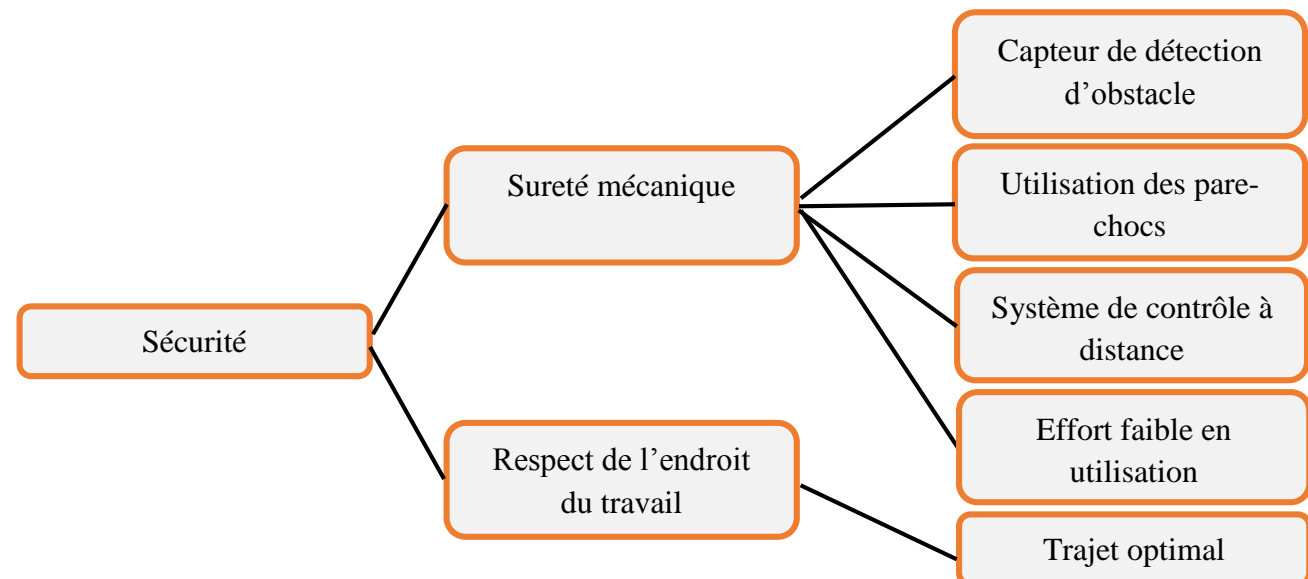 Sécurité
Sureté mécanique
Respect de l’endroit
du travail
Capteur de détection
d’obstacle
Utilisation des pare-
chocs
Système de contrôle à
distance
Effort faible en
utilisation
Trajet optimal